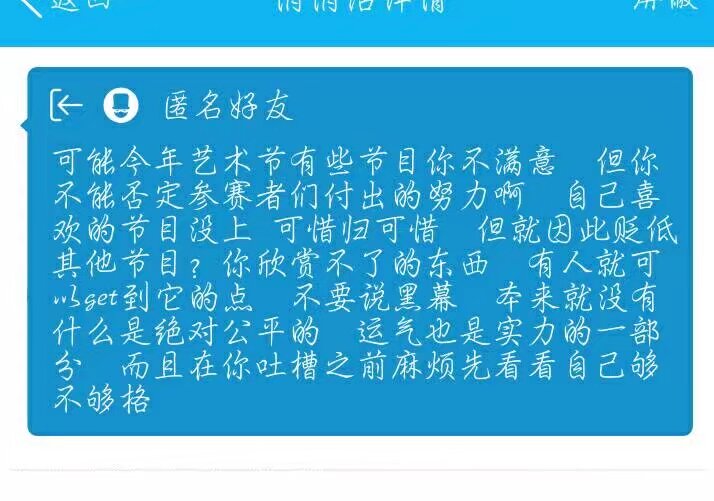 返回 悄悄话详情 屏蔽
匿名好友
可能今年艺术节有些节目你不满意 但你
不能否定参赛者们付出的努力啊 自己喜
欢的节目没上 可惜归可惜 但就因此贬低
其他节目？你欣赏不了的东西 有人就可
以get到它的点 不要说黑幕 本来就没有
什么是绝对公平的 运气也是实力的一部
分 而且在你吐槽之前麻烦先看看自己够
不够格